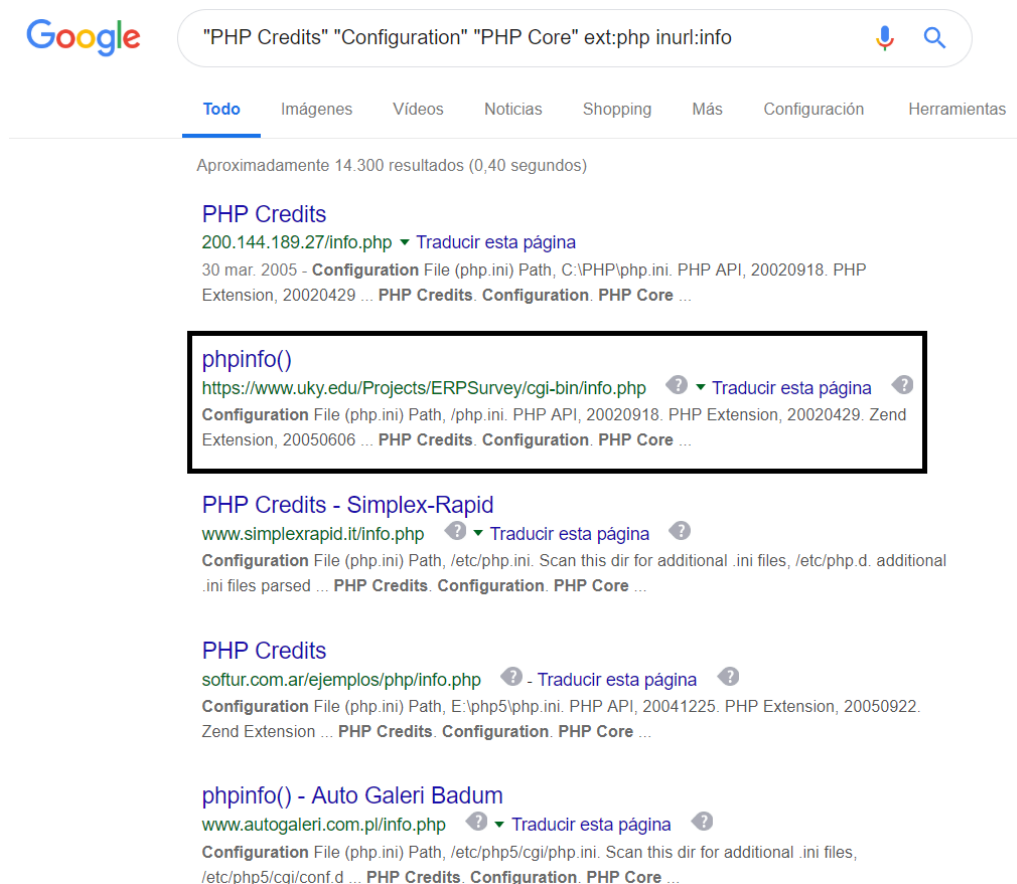 Google
"PHP Credits" "Configuration" "PHP Core" ext:php inurl:info
Todo Imágenes Vídeos Noticias Shopping Más Configuración Herramientas
Aproximadamente 14.300 resultados (0,40 segundos)
PHP Credits
200.144.189.27/info.php ▼ Traducir esta página
30 mar. 2005 - Configuration File (php.ini) Path, C:\PHP\php.ini. PHP API, 20020918. PHP
Extension, 20020429 ... PHP Credits. Configuration. PHP Core ...
phpinfo()
https://www.uky.edu/Projects/ERPSurvey/cgi-bin/info.php ? ▼ Traducir esta página ?
Configuration File (php.ini) Path, /php.ini. PHP API, 20020918. PHP Extension, 20020429. Zend
Extension, 20050606 ... PHP Credits. Configuration. PHP Core ...
PHP Credits - Simplex-Rapid
www.simplexrapid.it/info.php ? ▼ Traducir esta página ?
Configuration File (php.ini) Path, /etc/php.ini. Scan this dir for additional .ini files, /etc/php.d. additional
.ini files parsed ... PHP Credits. Configuration. PHP Core ...
PHP Credits
softur.com.ar/ejemplos/php/info.php ? - Traducir esta página ?
Configuration File (php.ini) Path, E:\php5\php.ini. PHP API, 20041225. PHP Extension, 20050922.
Zend Extension ... PHP Credits. Configuration. PHP Core ...
phpinfo() - Auto Galeri Badum
www.autogaleri.com.pl/info.php ? ▼ Traducir esta página ?
Configuration File (php.ini) Path, /etc/php5/cgi/php.ini. Scan this dir for additional .ini files,
/etc/php5/cgi/conf.d ... PHP Credits. Configuration. PHP Core ...